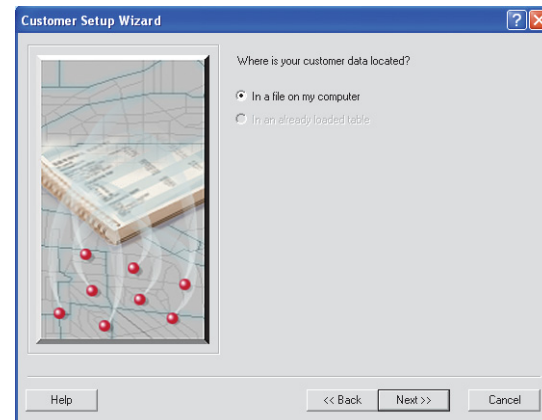 Customer Setup Wizard
Where is your customer data located?
In a file on my computer
In an already loaded table
Help
<< Back
Next >>
Cancel